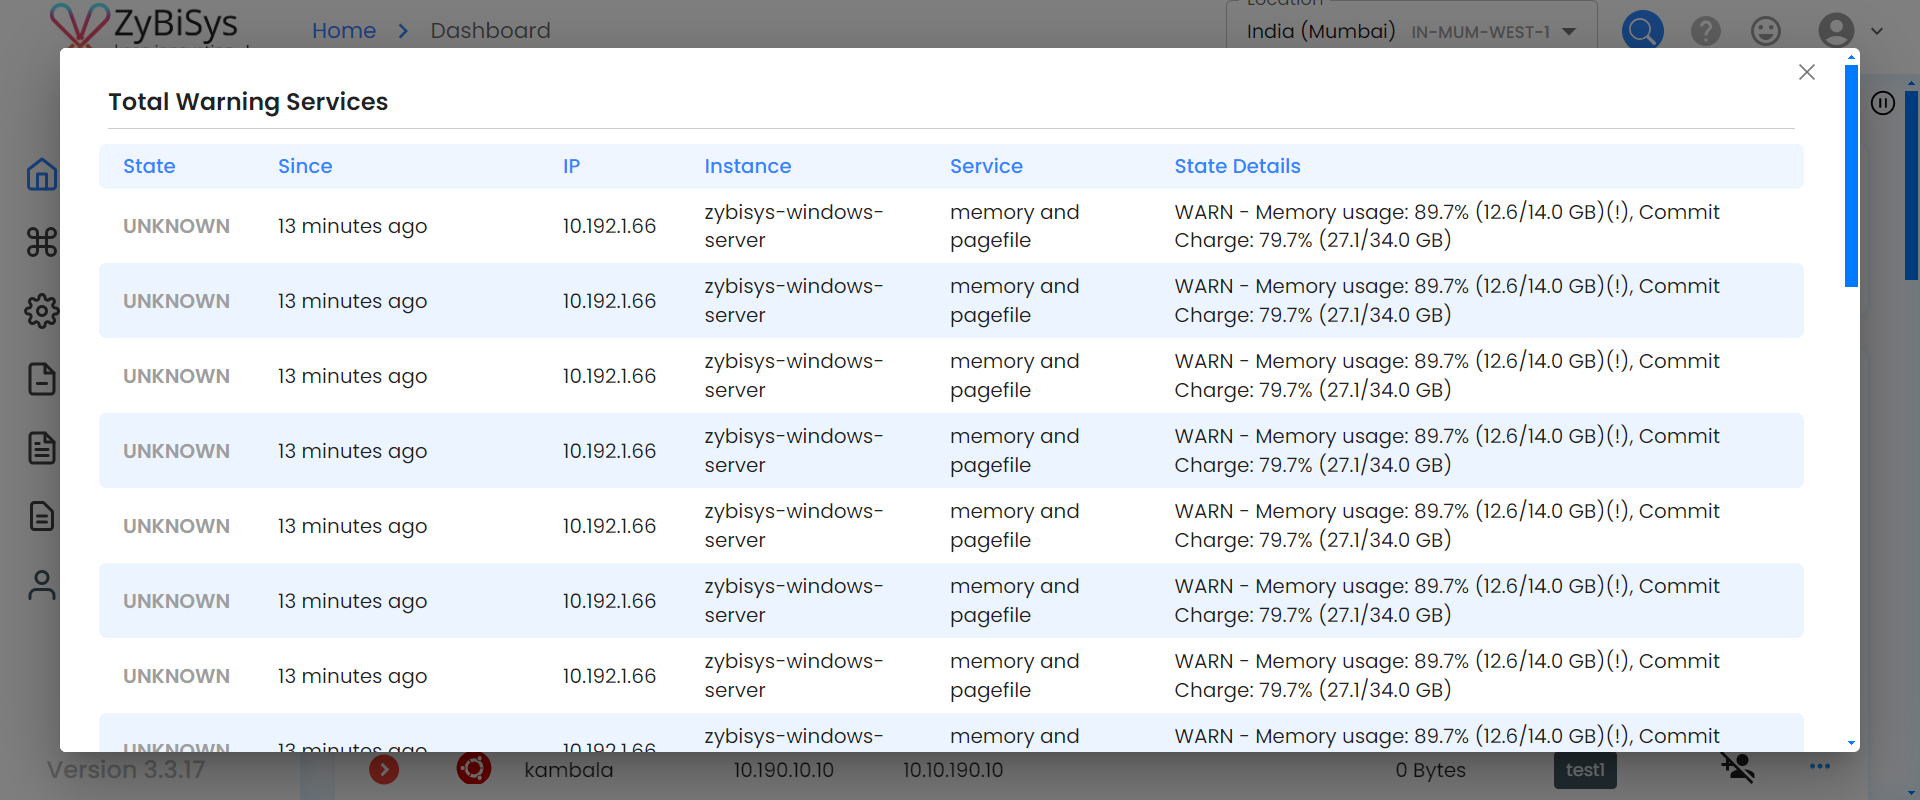 ZyBiSys
Home > Dashboard
Location
India (Mumbai) IN-MUM-WEST-1
Total Warning Services
State Since IP Instance Service State Details
UNKNOWN 13 minutes ago 10.192.1.66 zybisys-windows- memory and WARN - Memory usage: 89.7% (12.6/14.0 GB)(!), Commit
server pagefile Charge: 79.7% (27.1/34.0 GB)
UNKNOWN 13 minutes ago 10.192.1.66 zybisys-windows- memory and WARN - Memory usage: 89.7% (12.6/14.0 GB)(!), Commit
server pagefile Charge: 79.7% (27.1/34.0 GB)
UNKNOWN 13 minutes ago 10.192.1.66 zybisys-windows- memory and WARN - Memory usage: 89.7% (12.6/14.0 GB)(!), Commit
server pagefile Charge: 79.7% (27.1/34.0 GB)
UNKNOWN 13 minutes ago 10.192.1.66 zybisys-windows- memory and WARN - Memory usage: 89.7% (12.6/14.0 GB)(!), Commit
server pagefile Charge: 79.7% (27.1/34.0 GB)
UNKNOWN 13 minutes ago 10.192.1.66 zybisys-windows- memory and WARN - Memory usage: 89.7% (12.6/14.0 GB)(!), Commit
server pagefile Charge: 79.7% (27.1/34.0 GB)
UNKNOWN 13 minutes ago 10.192.1.66 zybisys-windows- memory and WARN - Memory usage: 89.7% (12.6/14.0 GB)(!), Commit
server pagefile Charge: 79.7% (27.1/34.0 GB)
UNKNOWN 13 minutes ago 10.192.1.66 zybisys-windows- memory and WARN - Memory usage: 89.7% (12.6/14.0 GB)(!), Commit
server pagefile Charge: 79.7% (27.1/34.0 GB)
UNKNOWN 13 minutes ago 10.192.1.66 zybisys-windows- memory and WARN - Memory usage: 89.7% (12.6/14.0 GB)(!), Commit
Version 3.3.17
kambala 10.190.10.10 10.10.190.10 0 Bytes test1